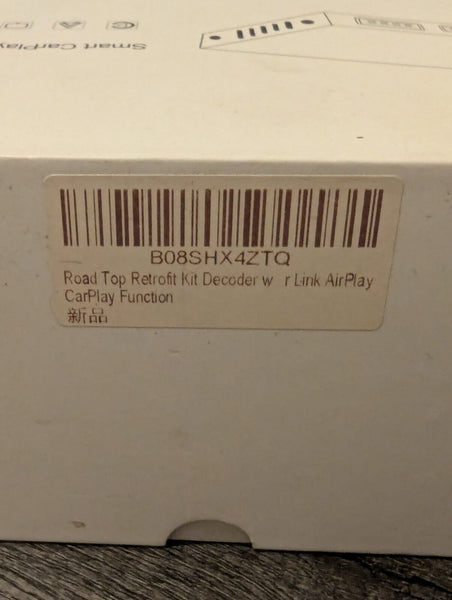 Smart CarPlay
B08SHX4ZTQ
Road Top Retrofit Kit Decoder w r Link AirPlay
CarPlay Function
新品